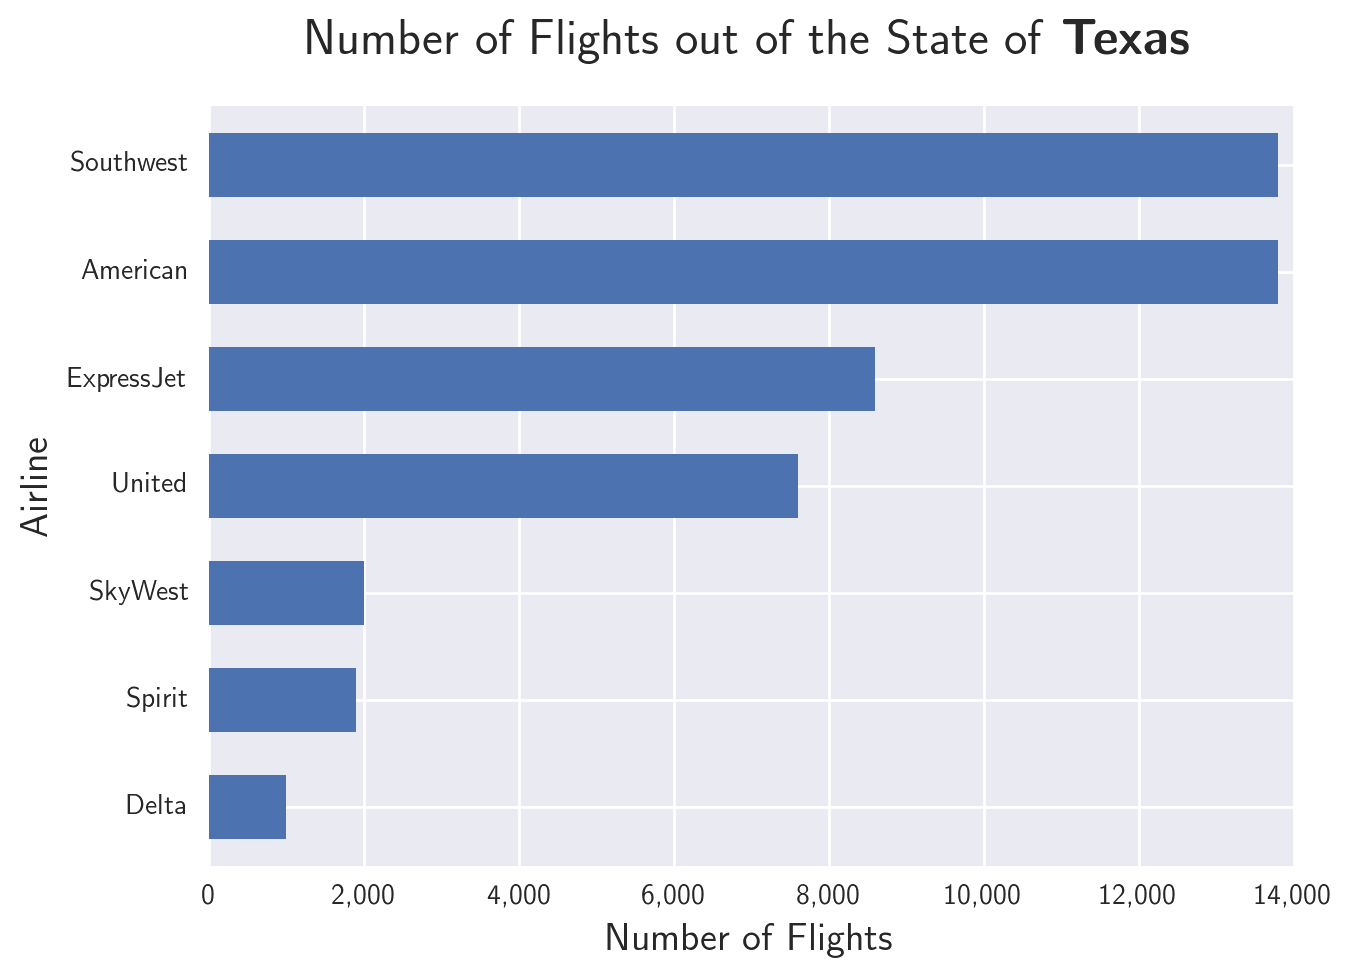 Number of Flights out of the State of Texas
Southwest
American
ExpressJet
United
SkyWest
Spirit
Delta
Airline
0 2,000 4,000 6,000 8,000 10,000 12,000 14,000
Number of Flights